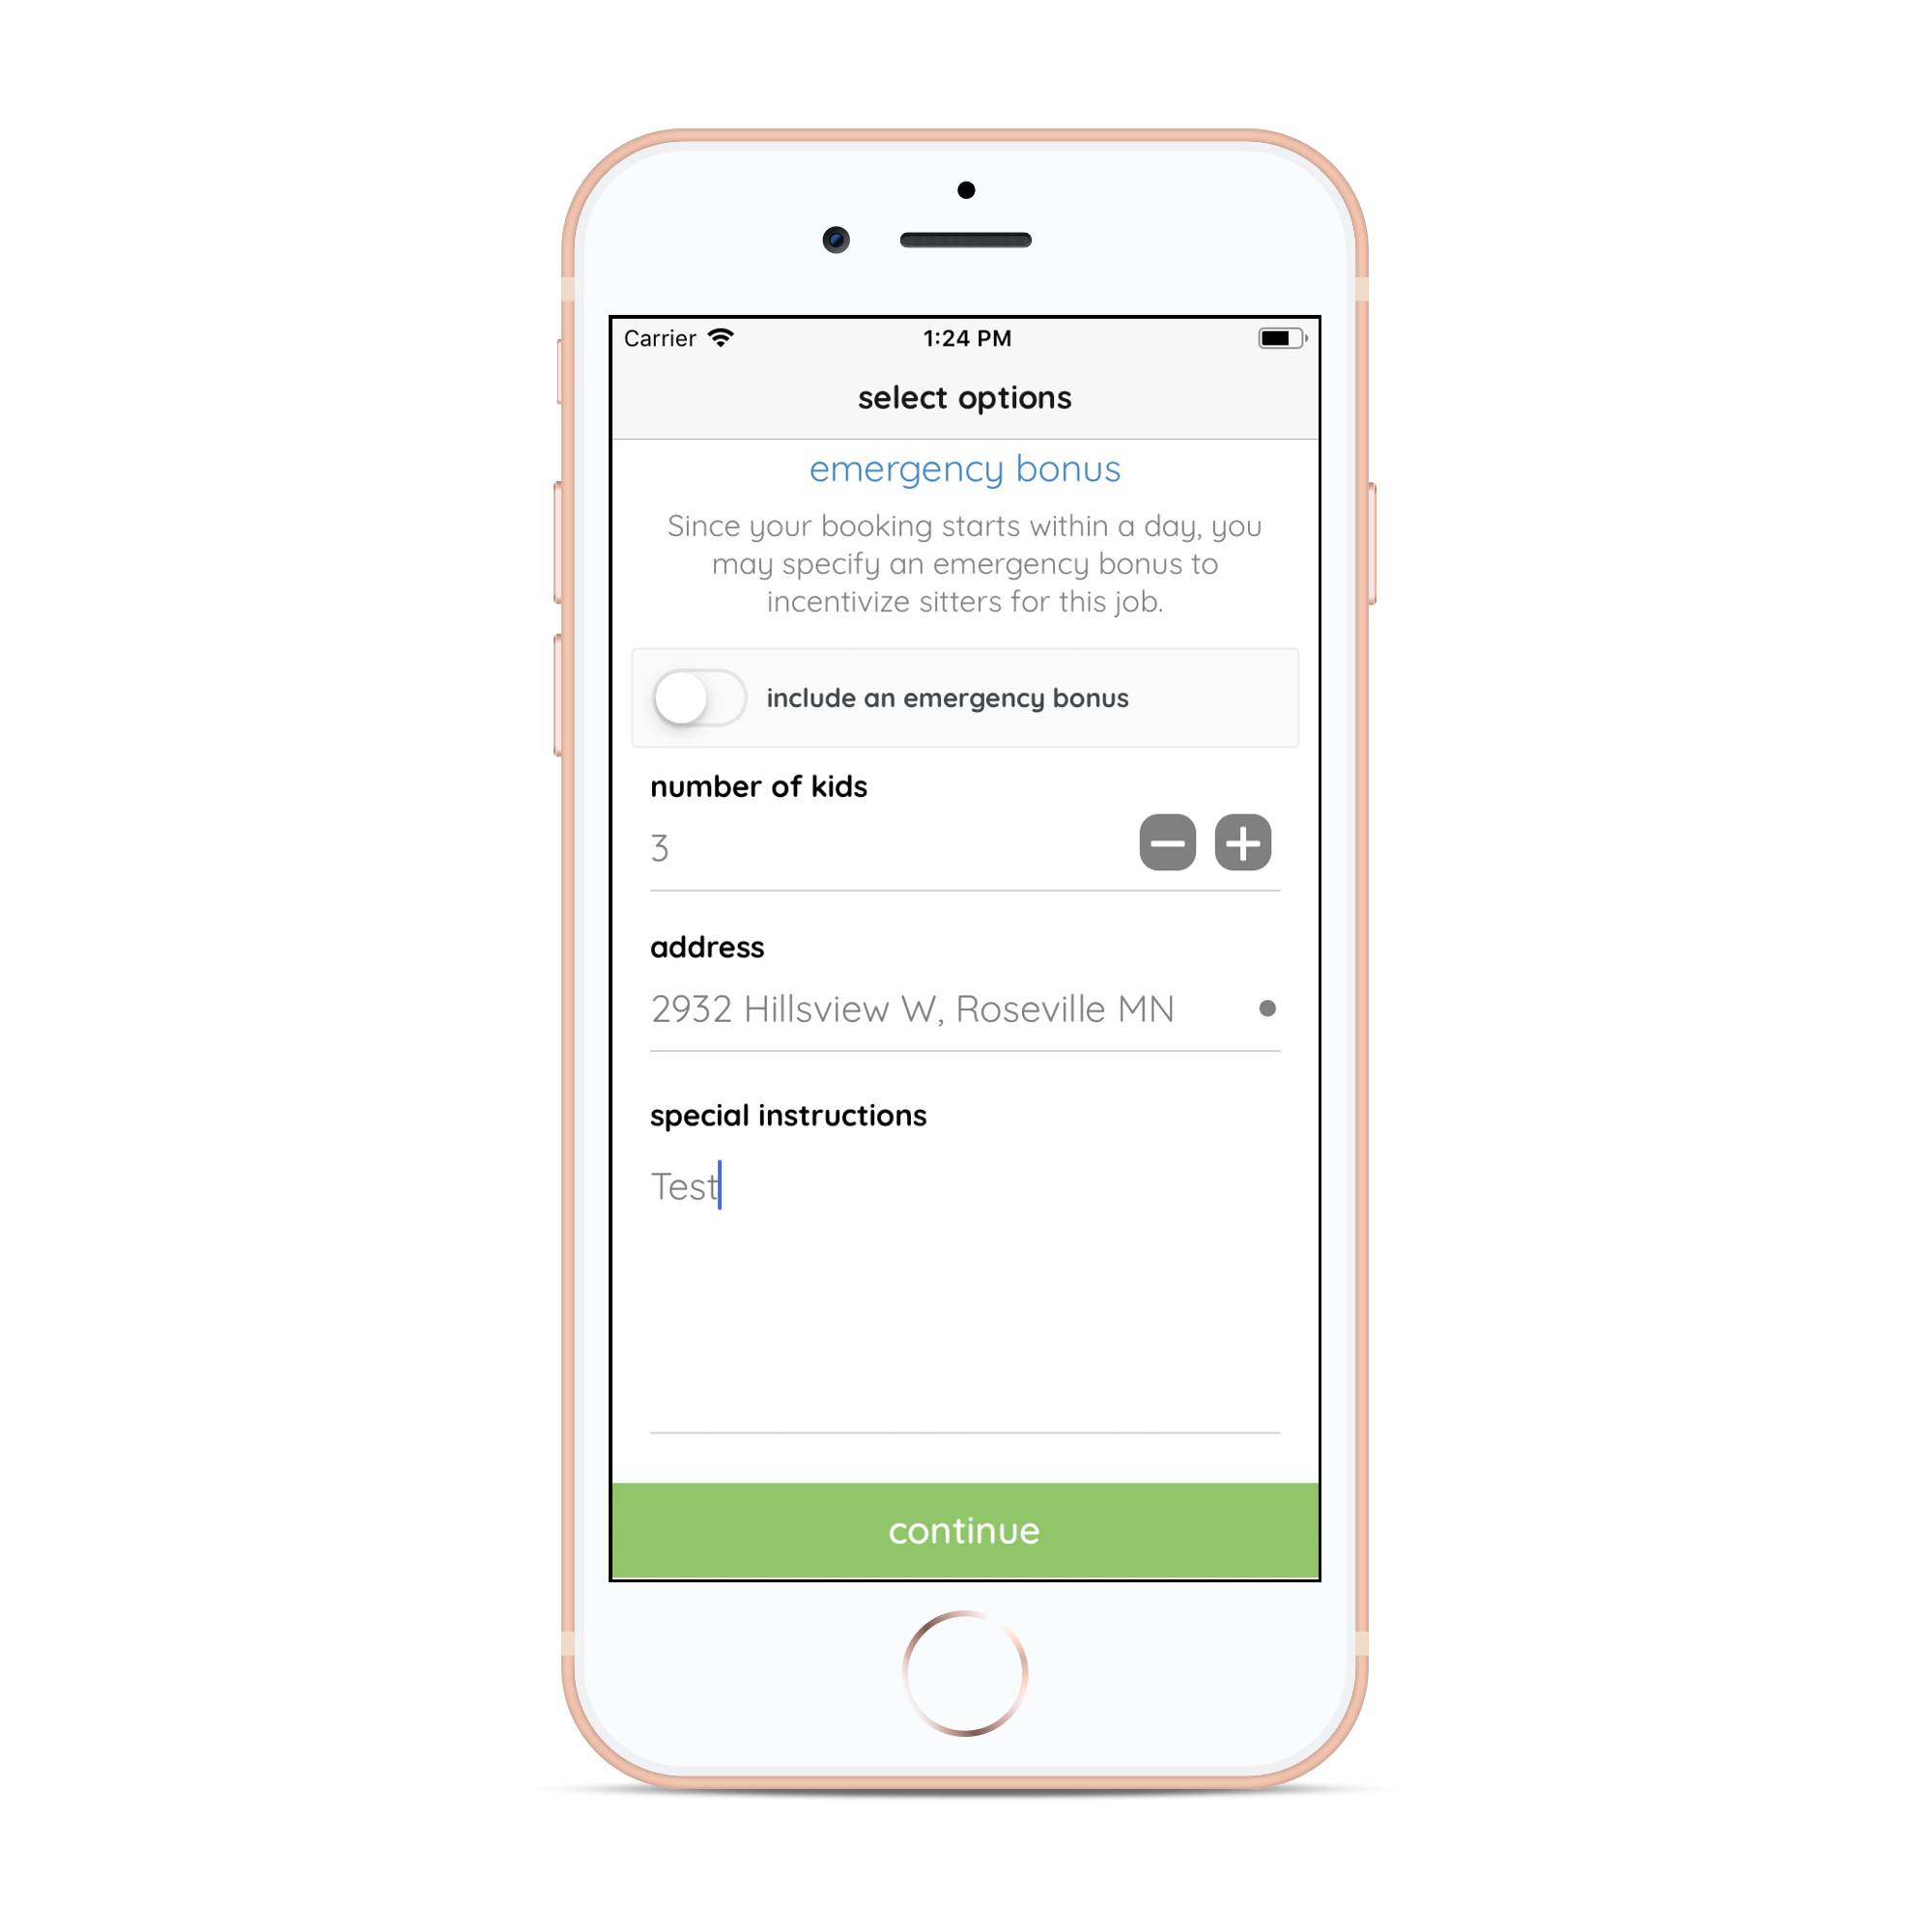 Carrier 1:24 PM
select options
emergency bonus
Since your booking starts within a day, you
may specify an emergency bonus to
incentivize sitters for this job.
include an emergency bonus
number of kids
3
address
2932 Hillsview W, Roseville MN
special instructions
Test
continue